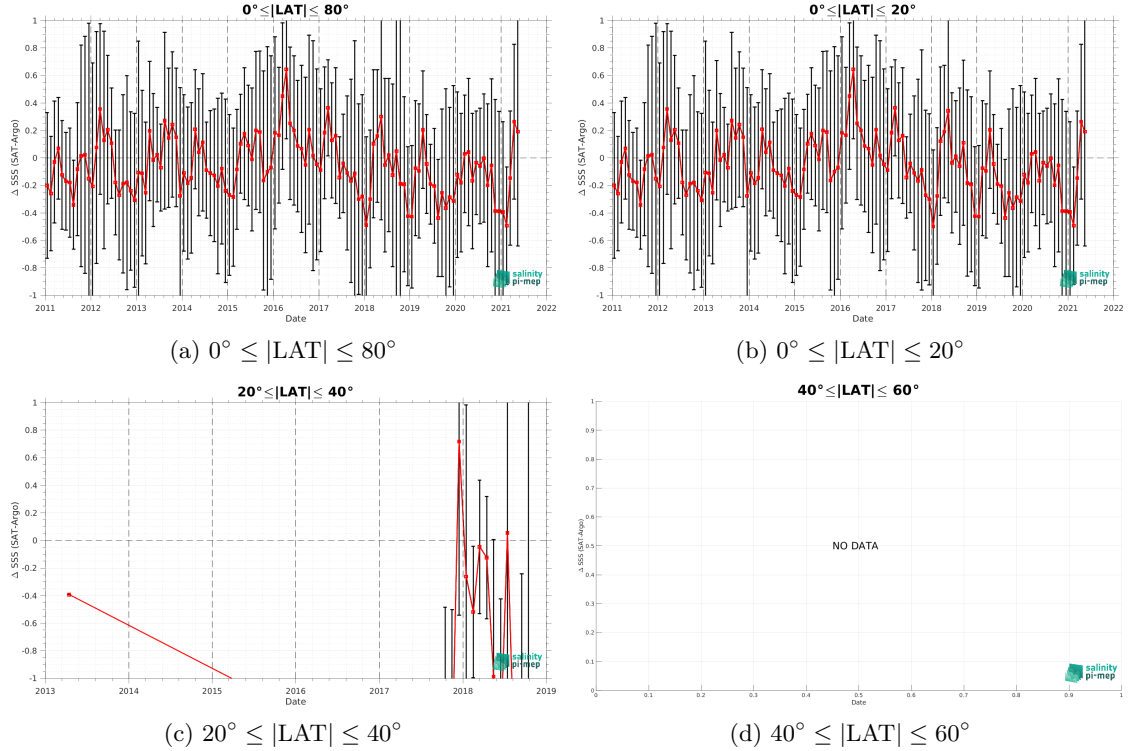 0°≤|LAT|≤ 80°
Δ SSS (SAT-Argo)
1
0.8
0.6
0.4
0.2
0
-0.2
-0.4
-0.6
-0.8
-1
2011 2012 2013 2014 2015 2016 2017 2018 2019 2020 2021 2022
Date
salinity
pi-mep
(a) 0° ≤ |LAT| ≤ 80°
0°≤|LAT|≤ 20°
Δ SSS (SAT-Argo)
1
0.8
0.6
0.4
0.2
0
-0.2
-0.4
-0.6
-0.8
-1
2011 2012 2013 2014 2015 2016 2017 2018 2019 2020 2021 2022
Date
salinity
pi-mep
(b) 0° ≤ |LAT| ≤ 20°
20°≤|LAT|≤ 40°
Δ SSS (SAT-Argo)
1
0.8
0.6
0.4
0.2
0
-0.2
-0.4
-0.6
-0.8
-1
2013 2014 2015 2016 2017 2018 2019
Date
salinity
pi-mep
(c) 20° ≤ |LAT| ≤ 40°
40°≤|LAT|≤ 60°
Δ SSS (SAT-Argo)
1
0.9
0.8
0.7
0.6
0.5
0.4
0.3
0.2
0.1
0
NO DATA
0 0.1 0.2 0.3 0.4 0.5 0.6 0.7 0.8 0.9 1
Date
salinity
pi-mep
(d) 40° ≤ |LAT| ≤ 60°